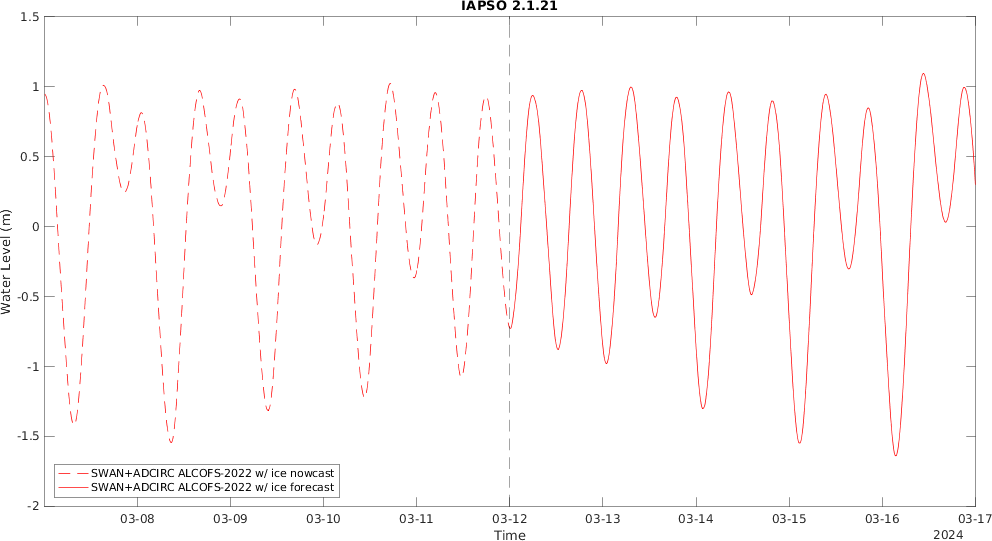 IAPSO 2.1.21
1.5
1
0.5
0
-0.5
-1
-1.5
-2
Water Level (m)
SWAN+ADCIRC ALCOFS-2022 w/ ice nowcast
SWAN+ADCIRC ALCOFS-2022 w/ ice forecast
03-08 03-09 03-10 03-11 03-12 03-13 03-14 03-15 03-16 03-17
Time
2024